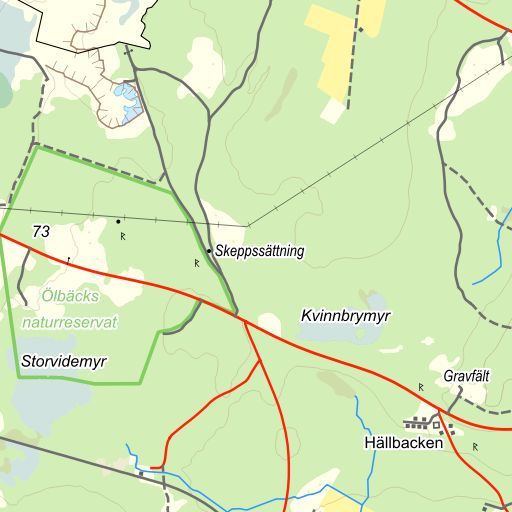 73
Skeppssättning
Ölbäcks
naturreservat
Kvinnbrymyr
Storvidemyr
Gravfält
Hällbacken
R
R
R
R
R